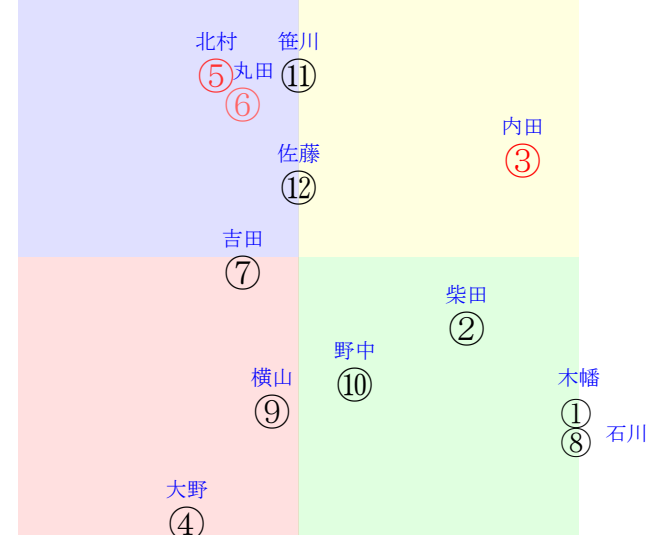 北村 笹川
⑤ 丸田 ⑪
⑥
内田
③
佐藤
⑫
吉田
⑦
柴田
②
野中
⑩
横山
⑨
木幡
①
⑧ 石川
大野
④